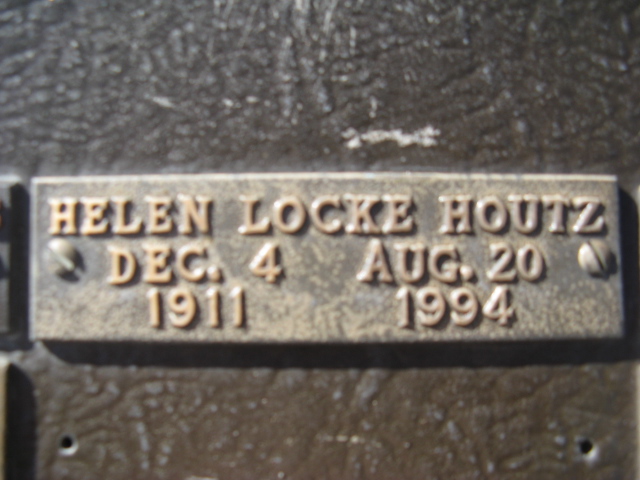 HELEN LOCKE HOUTZ
DEC. 4 AUG. 20
1911 1994